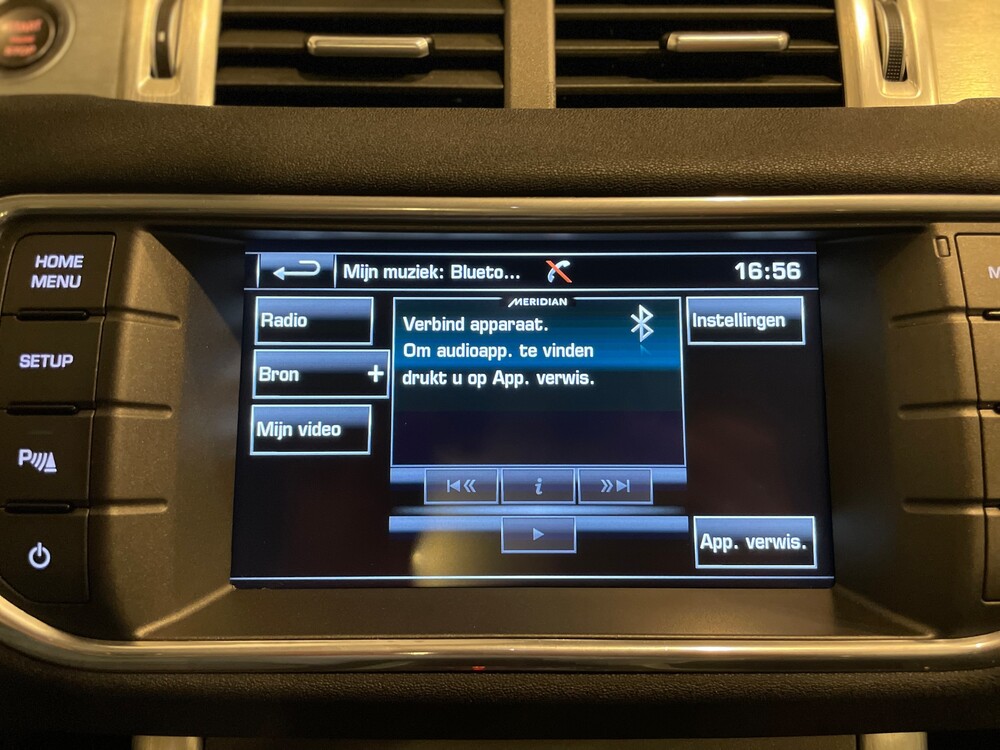 START
HOME
MENU
SETUP
P
Mijn muziek: Blueto...
16:56
Radio
Bron +
Mijn video
MERIDIAN
Verbind apparaat.
Om audioapp. te vinden
drukt u op App. verwis.
i
Instellingen
App. verwis.
M